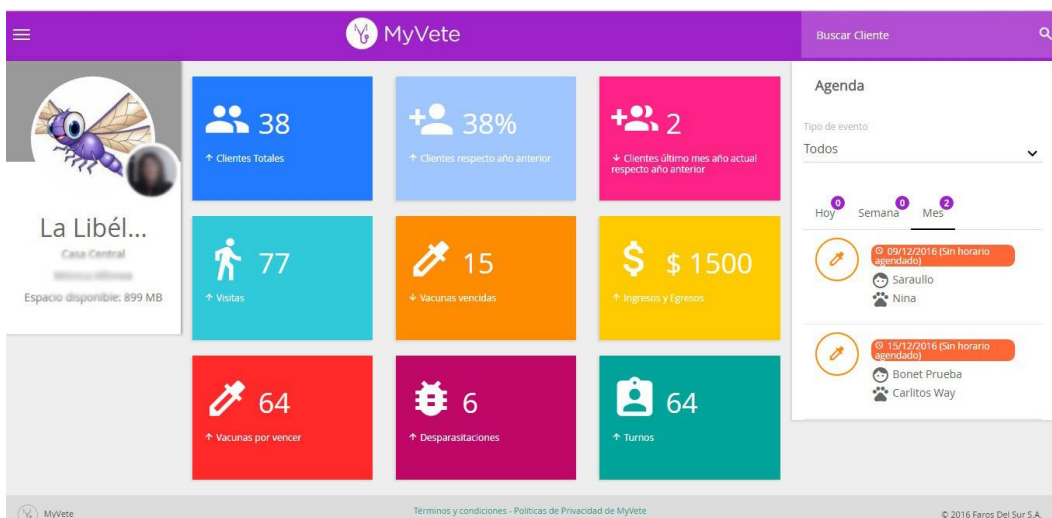 MyVete
Buscar Cliente
La Libél...
Casa Central
Espacio disponible: 899 MB
38
↑ Clientes Totales
38%
↑ Clientes respecto año anterior
2
↓ Clientes último mes año actual
respecto año anterior
77
↑ Visitas
15
↓ Vacunas vencidas
$ 1500
↑ Ingresos y Egresos
64
↑ Vacunas por vencer
6
↑ Desparasitaciones
64
↑ Turnos
Agenda
Tipo de evento
Todos
Hoy 0 Semana 0 Mes 2
09/12/2016 (Sin horario
agendado)
Saraullo
Nina
15/12/2016 (Sin horario
agendado)
Bonet Prueba
Carlitos Way
MyVete
Términos y condiciones - Políticas de Privacidad de MyVete
© 2016 Faros Del Sur S.A.